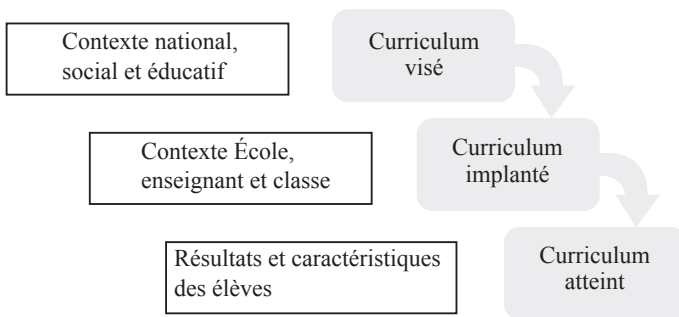 Contexte national,
social et éducatif
Curriculum
visé
Contexte École,
enseignant et classe
Curriculum
implanté
Résultats et caractéristiques
des élèves
Curriculum
atteint